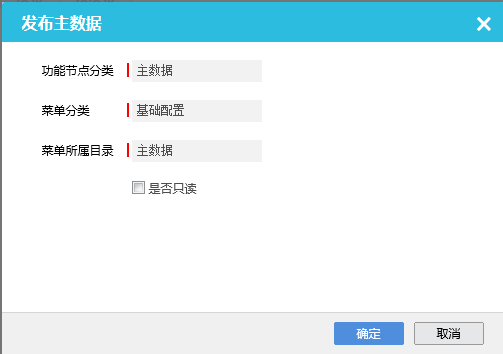 发布主数据
功能节点分类 主数据
菜单分类 基础配置
菜单所属目录 主数据
是否只读
确定 取消